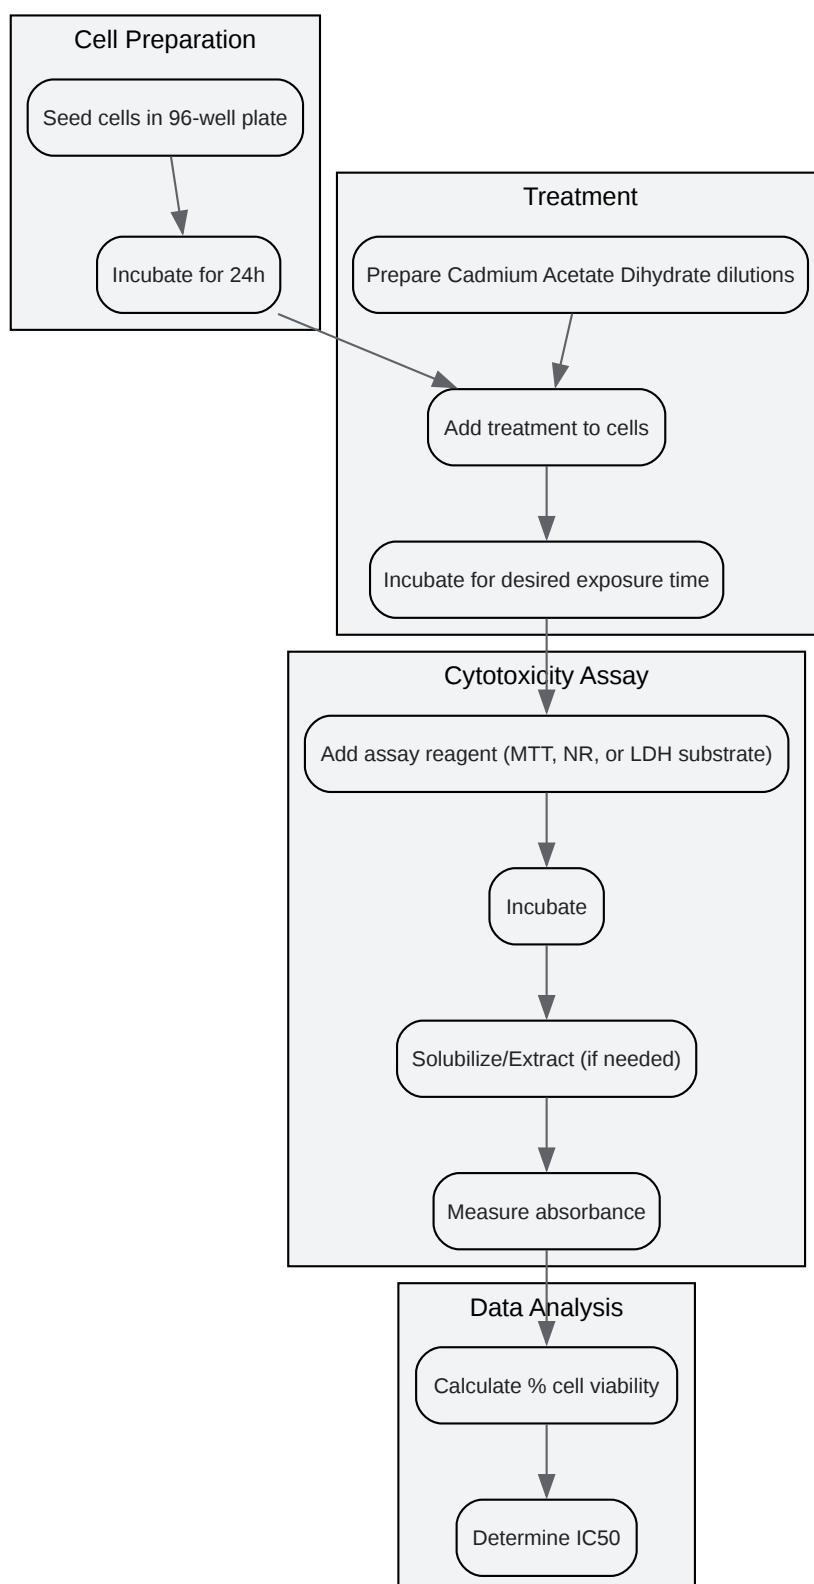 Cell Preparation
Seed cells in 96-well plate
Incubate for 24h
Treatment
Prepare Cadmium Acetate Dihydrate dilutions
Add treatment to cells
Incubate for desired exposure time
Cytotoxicity Assay
Add assay reagent (MTT, NR, or LDH substrate)
Incubate
Solubilize/Extract (if needed)
Measure absorbance
Data Analysis
Calculate % cell viability
Determine IC50